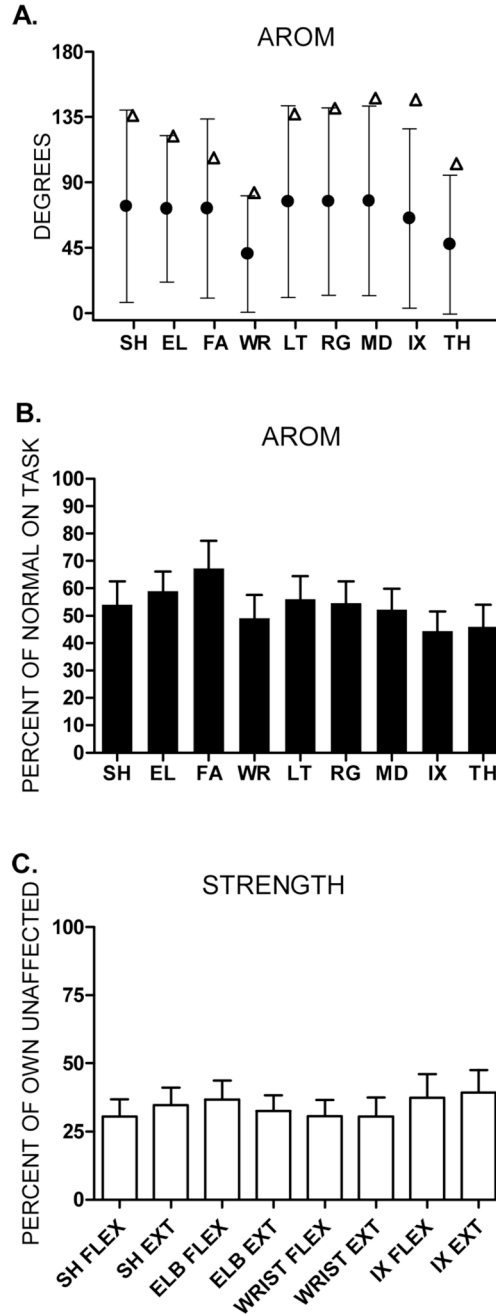 A.
AROM
DEGREES
180
135
90
45
0
SH EL FA WR LT RG MD IX TH
B.
AROM
PERCENT OF NORMAL ON TASK
100
90
80
70
60
50
40
30
20
10
0
SH EL FA WR LT RG MD IX TH
C.
STRENGTH
PERCENT OF OWN UNAFFECTED
100
75
50
25
0
SH FLEX
SH EXT
ELB FLEX
ELB EXT
WRIST FLEX
WRIST EXT
IX FLEX
IX EXT